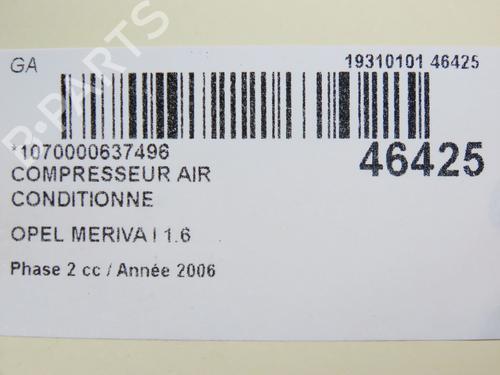 GA 19310101 46425
*1070000637496 46425
COMPRESSEUR AIR
CONDITIONNE
OPEL MERIVA I 1.6
Phase 2 cc / Année 2006
B-PARTS